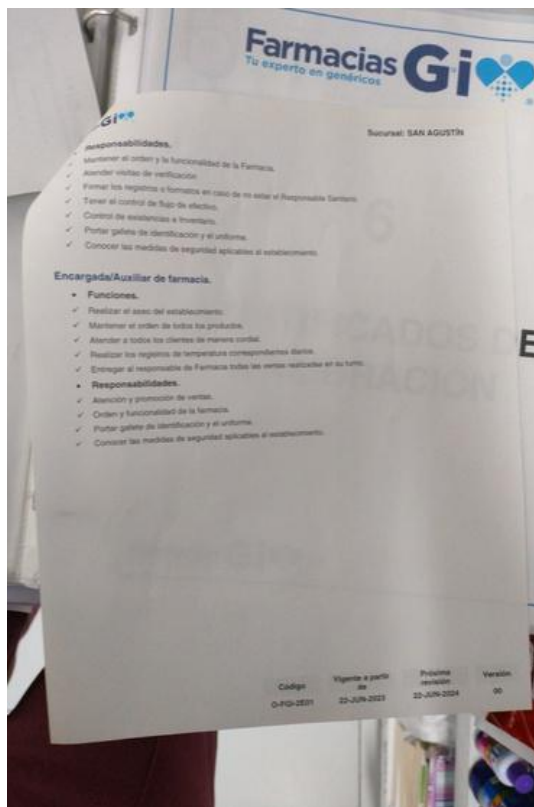 Farmacias Gi
Tu experto en genéricos
Gi
Sucursal: SAN AGUSTÍN
Responsabilidades.
✓ Mantener el orden y la funcionalidad de la Farmacia.
✓ Atender visitas de verificación
✓ Firmar los registros o formatos en caso de no estar el Responsable Sanitario.
✓ Tener el control de flujo de efectivo.
✓ Control de existencias e Inventario.
✓ Portar gafete de identificación y el uniforme.
✓ Conocer las medidas de seguridad aplicables al establecimiento.
Encargada/Auxiliar de farmacia.
• Funciones.
✓ Realizar el aseo del establecimiento.
✓ Mantener el orden de todos los productos.
✓ Atender a todos los clientes de manera cordial.
✓ Realizar los registros de temperatura correspondientes diarios.
✓ Entregar al responsable de Farmacia todas las ventas realizadas en su turno.
• Responsabilidades.
✓ Atención y promoción de ventas.
✓ Orden y funcionalidad de la farmacia.
✓ Portar gafete de identificación y el uniforme.
✓ Conocer las medidas de seguridad aplicables al establecimiento.
Código Vigente a partir de Próxima revisión Versión
O-FGI-2E01 22-JUN-2023 22-JUN-2024 00